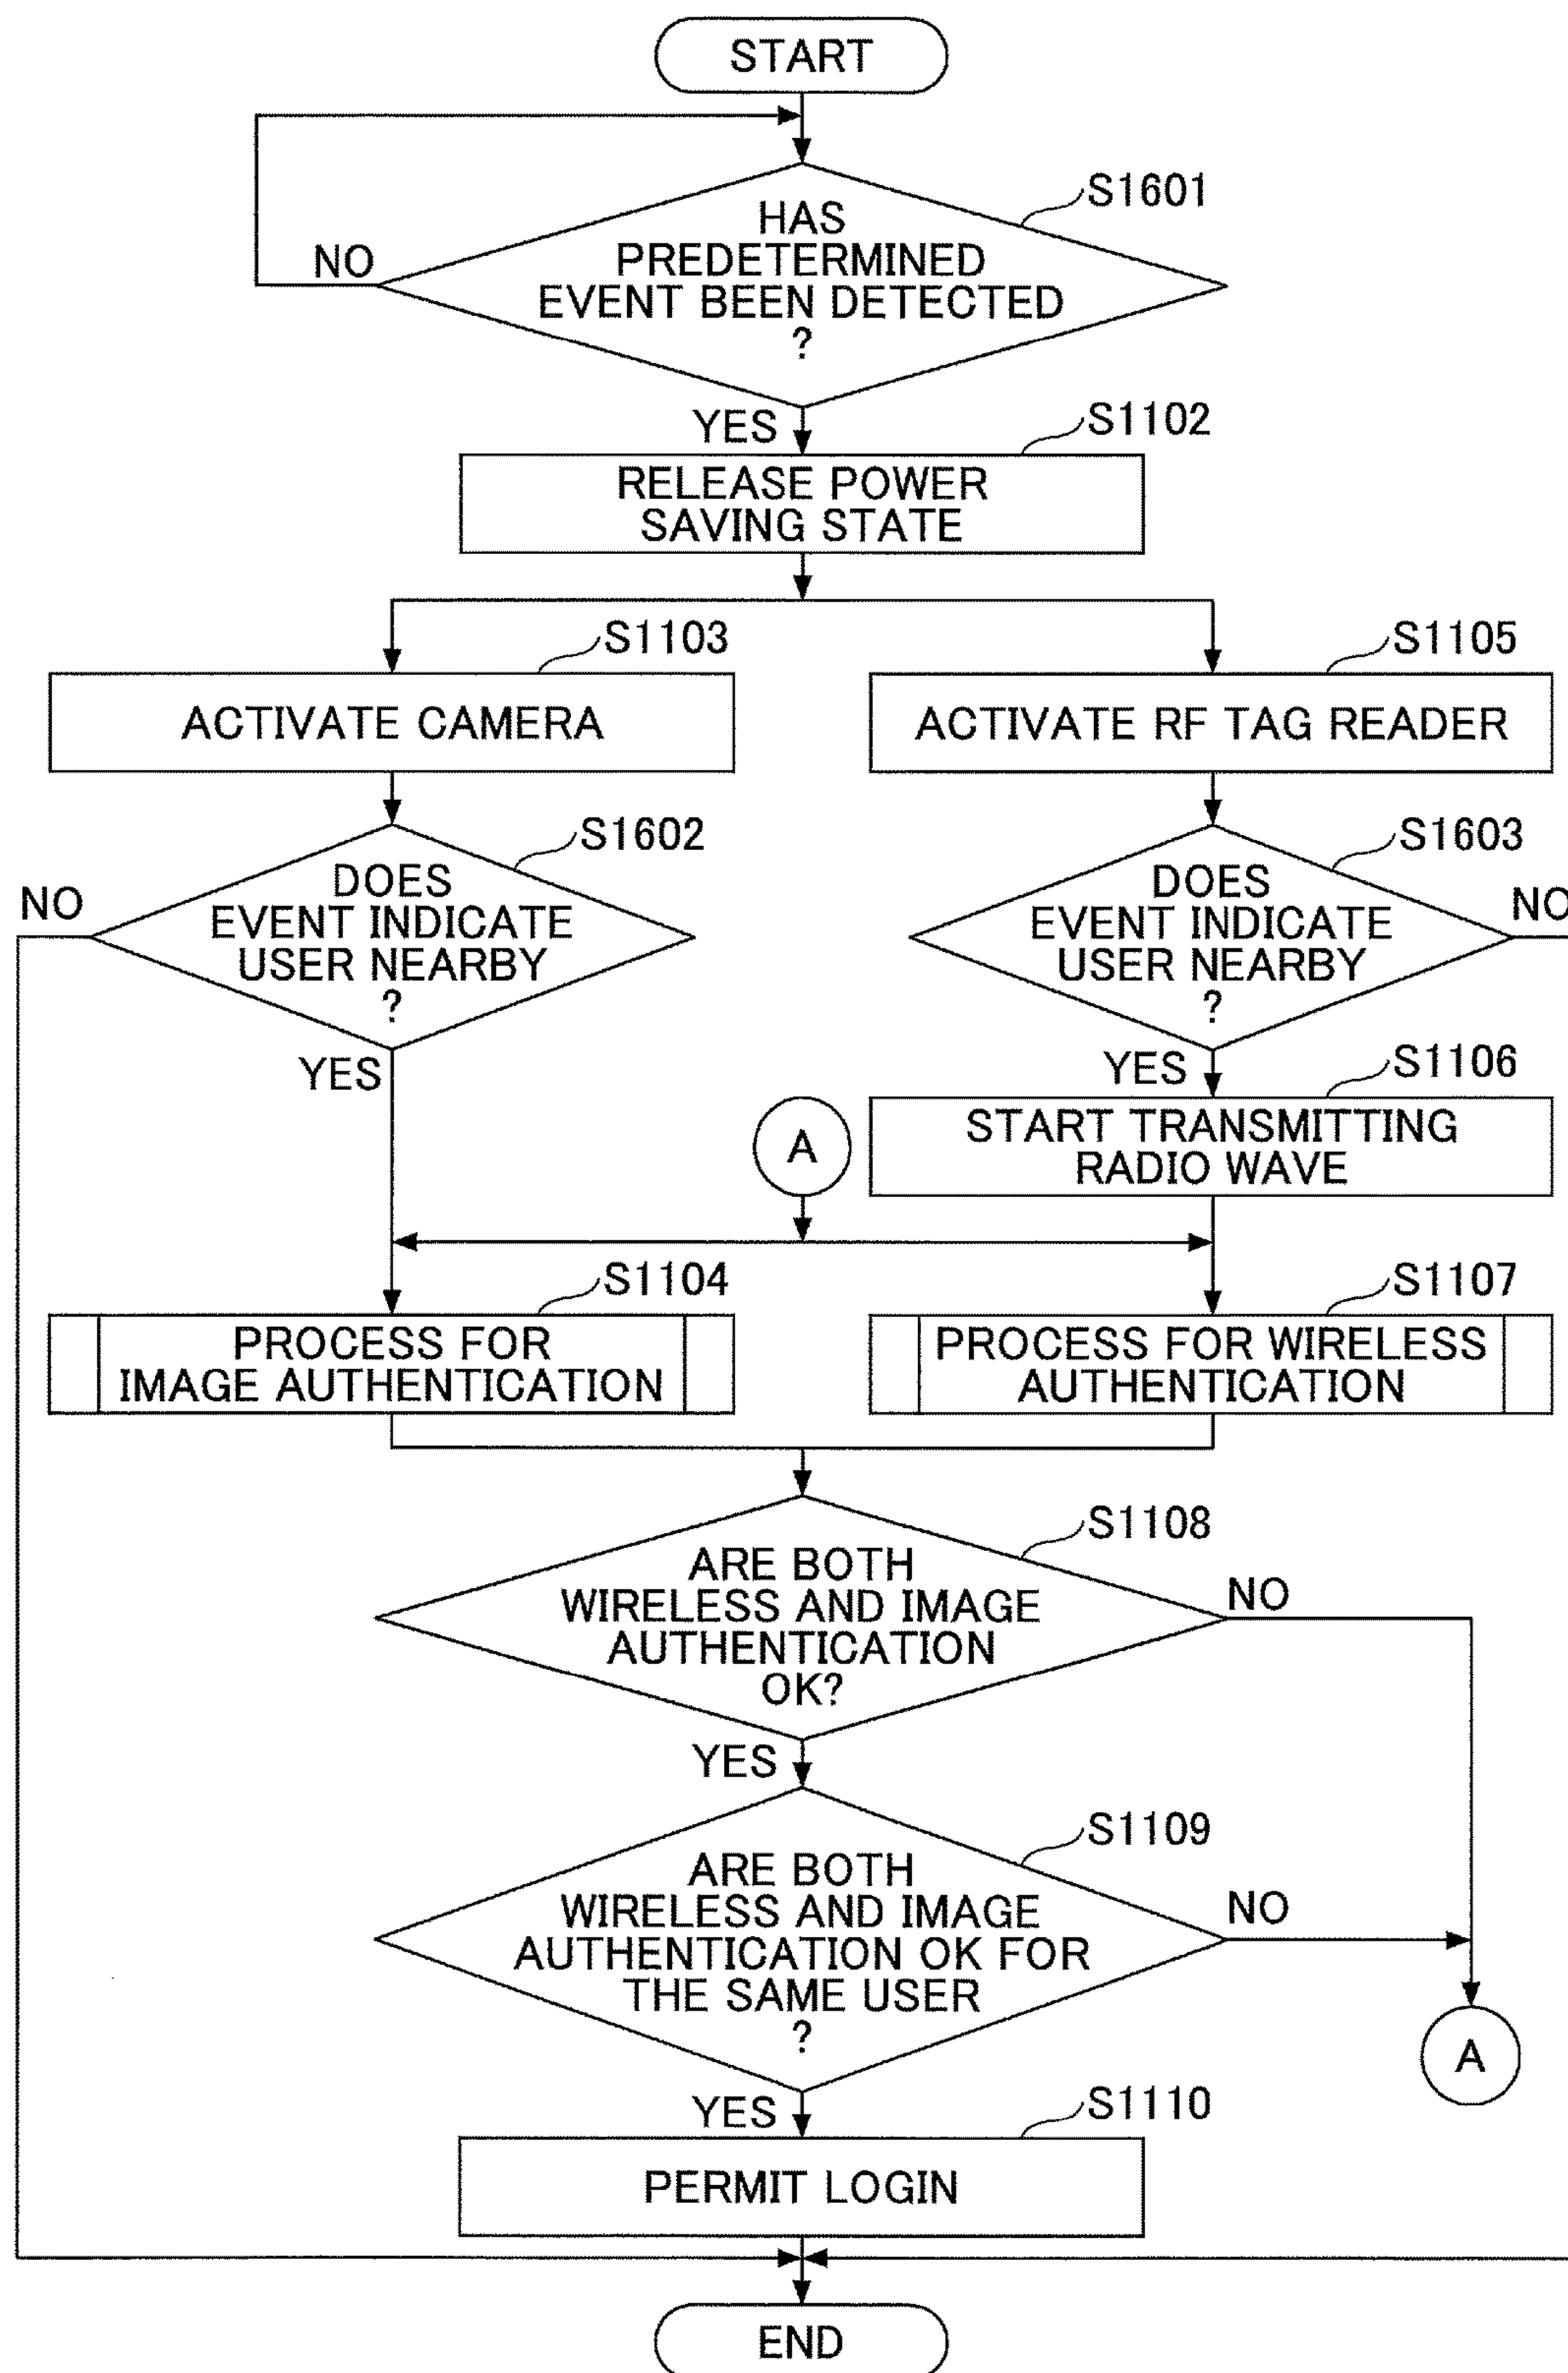 START
S1601
HAS
PREDETERMINED
EVENT BEEN DETECTED
?
NO
YES
S1102
RELEASE POWER
SAVING STATE
S1103
ACTIVATE CAMERA
S1105
ACTIVATE RF TAG READER
S1602
DOES
EVENT INDICATE
USER NEARBY
?
NO
YES
S1603
DOES
EVENT INDICATE
USER NEARBY
?
NO
YES
S1106
START TRANSMITTING
RADIO WAVE
A
S1104
PROCESS FOR
IMAGE AUTHENTICATION
S1107
PROCESS FOR WIRELESS
AUTHENTICATION
S1108
ARE BOTH
WIRELESS AND IMAGE
AUTHENTICATION
OK?
NO
YES
S1109
ARE BOTH
WIRELESS AND IMAGE
AUTHENTICATION OK FOR
THE SAME USER
?
NO
A
YES
S1110
PERMIT LOGIN
END